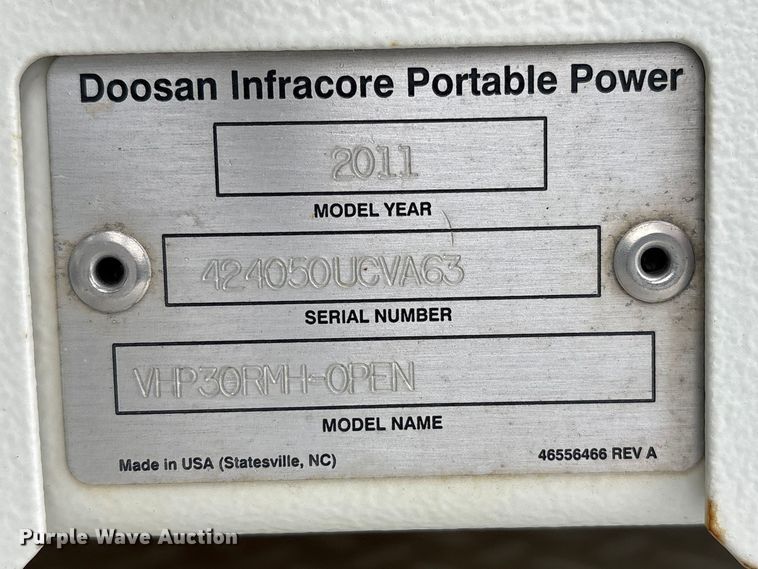 Doosan Infracore Portable Power
2011
MODEL YEAR
424050UCVA63
SERIAL NUMBER
VHP30RMH-OPEN
MODEL NAME
Made in USA (Statesville, NC)
46556466 REV A
Purple Wave Auction